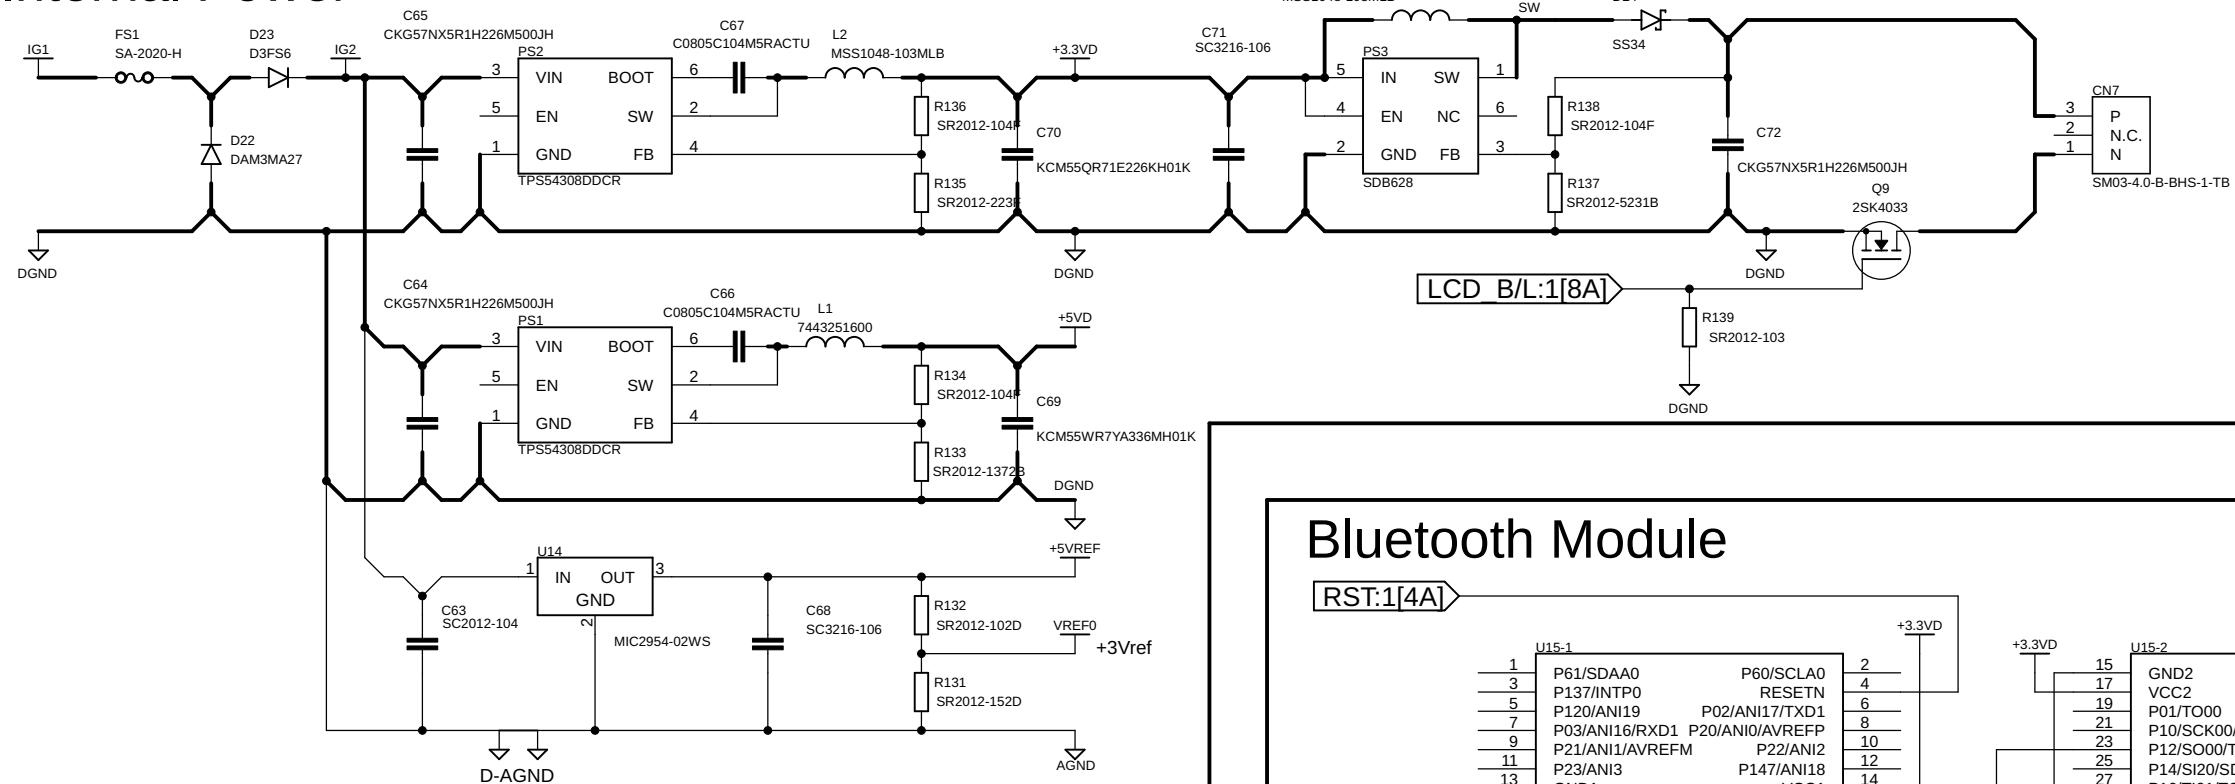 IG1
FS1
SA-2020-H
D23
D3FS6
IG2
D22
DAM3MA27
DGND
C65
CKG57NX5R1H226M500JH
PS2
3 VIN BOOT 6
5 EN SW 2
1 GND FB 4
TPS54308DDCR
C67
C0805C104M5RACTU
L2
MSS1048-103MLB
R136
SR2012-104F
R135
SR2012-223F
C70
KCM55QR71E226KH01K
+3.3VD
DGND
C71
SC3216-106
SW
SS34
PS3
5 IN SW 1
4 EN NC 6
2 GND FB 3
SDB628
R138
SR2012-104F
R137
SR2012-5231B
C72
CKG57NX5R1H226M500JH
CN7
3 P
2 N.C.
1 N
SM03-4.0-B-BHS-1-TB
Q9
2SK4033
DGND
LCD_B/L:1[8A]
R139
SR2012-103
DGND
C64
CKG57NX5R1H226M500JH
PS1
3 VIN BOOT 6
5 EN SW 2
1 GND FB 4
TPS54308DDCR
C66
C0805C104M5RACTU
L1
7443251600
+5VD
R134
SR2012-104F
R133
SR2012-1372B
C69
KCM55WR7YA336MH01K
DGND
U14
1 IN OUT 3
GND
2
MIC2954-02WS
C63
SC2012-104
C68
SC3216-106
+5VREF
R132
SR2012-102D
VREF0
+3Vref
R131
SR2012-152D
D-AGND
AGND
Bluetooth Module
RST:1[4A]
+3.3VD
+3.3VD
U15-1
1 P61/SDAA0 P60/SCLA0 2
3 P137/INTP0 RESETN 4
5 P120/ANI19 P02/ANI17/TXD1 6
7 P03/ANI16/RXD1 P20/ANI0/AVREFP 8
9 P21/ANI1/AVREFM P22/ANI2 10
11 P23/ANI3 P147/ANI18 12
13 14
U15-2
15 GND2
17 VCC2
19 P01/TO00
21 P10/SCK00/
23 P12/SO00/T
25 P14/SI20/S
27